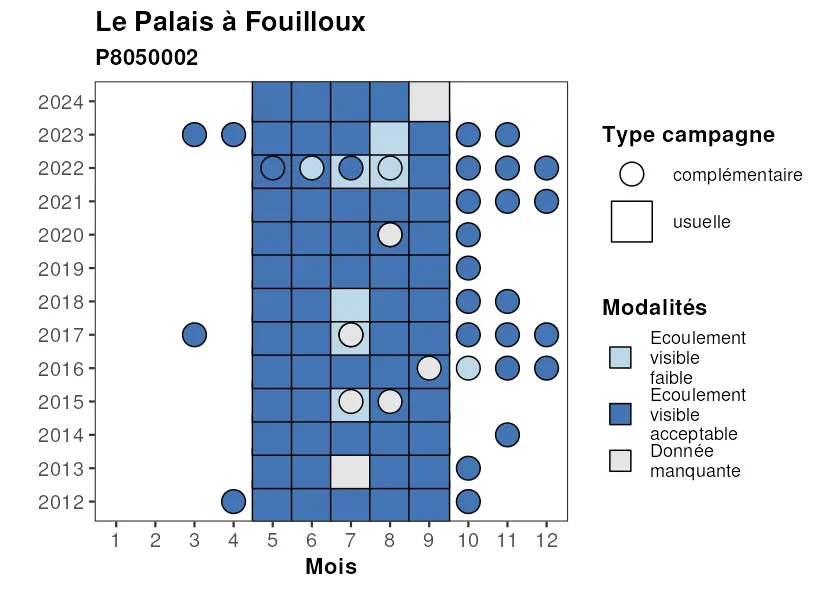 Le Palais à Fouilloux
P8050002
2024
2023
2022
2021
2020
2019
2018
2017
2016
2015
2014
2013
2012
1 2 3 4 5 6 7 8 9 10 11 12
Mois
Type campagne
complémentaire
usuelle
Modalités
Ecoulement
visible
faible
Ecoulement
visible
acceptable
Donnée
manquante